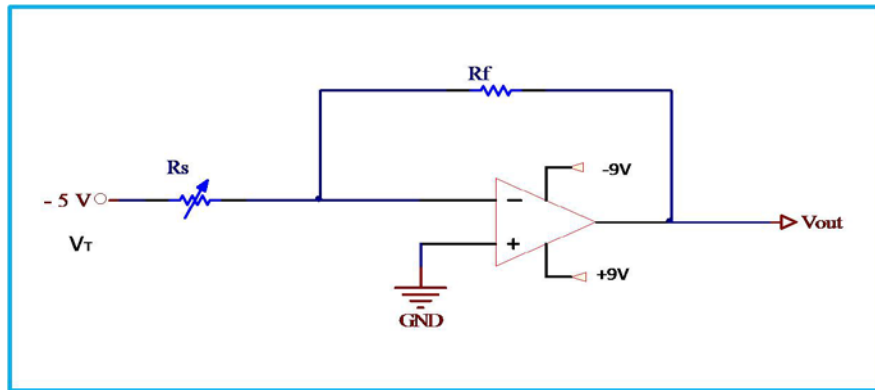 Rf
-9V
Rs
- 5 V
−
Vout
VT
+
+9V
GND